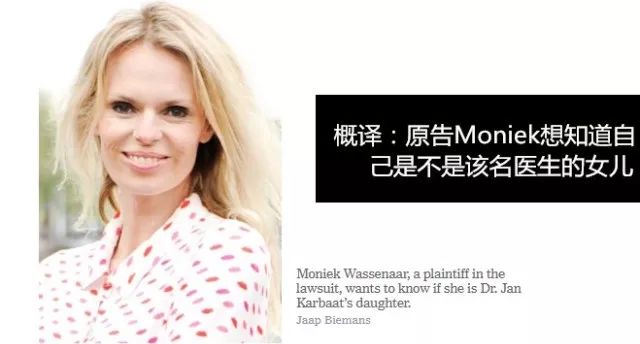 概译：原告Moniek想知道自
己是不是该名医生的女儿
Moniek Wassenaar, a plaintiff in the
lawsuit, wants to know if she is Dr. Jan
Karbaat's daughter.
Jaap Biemans